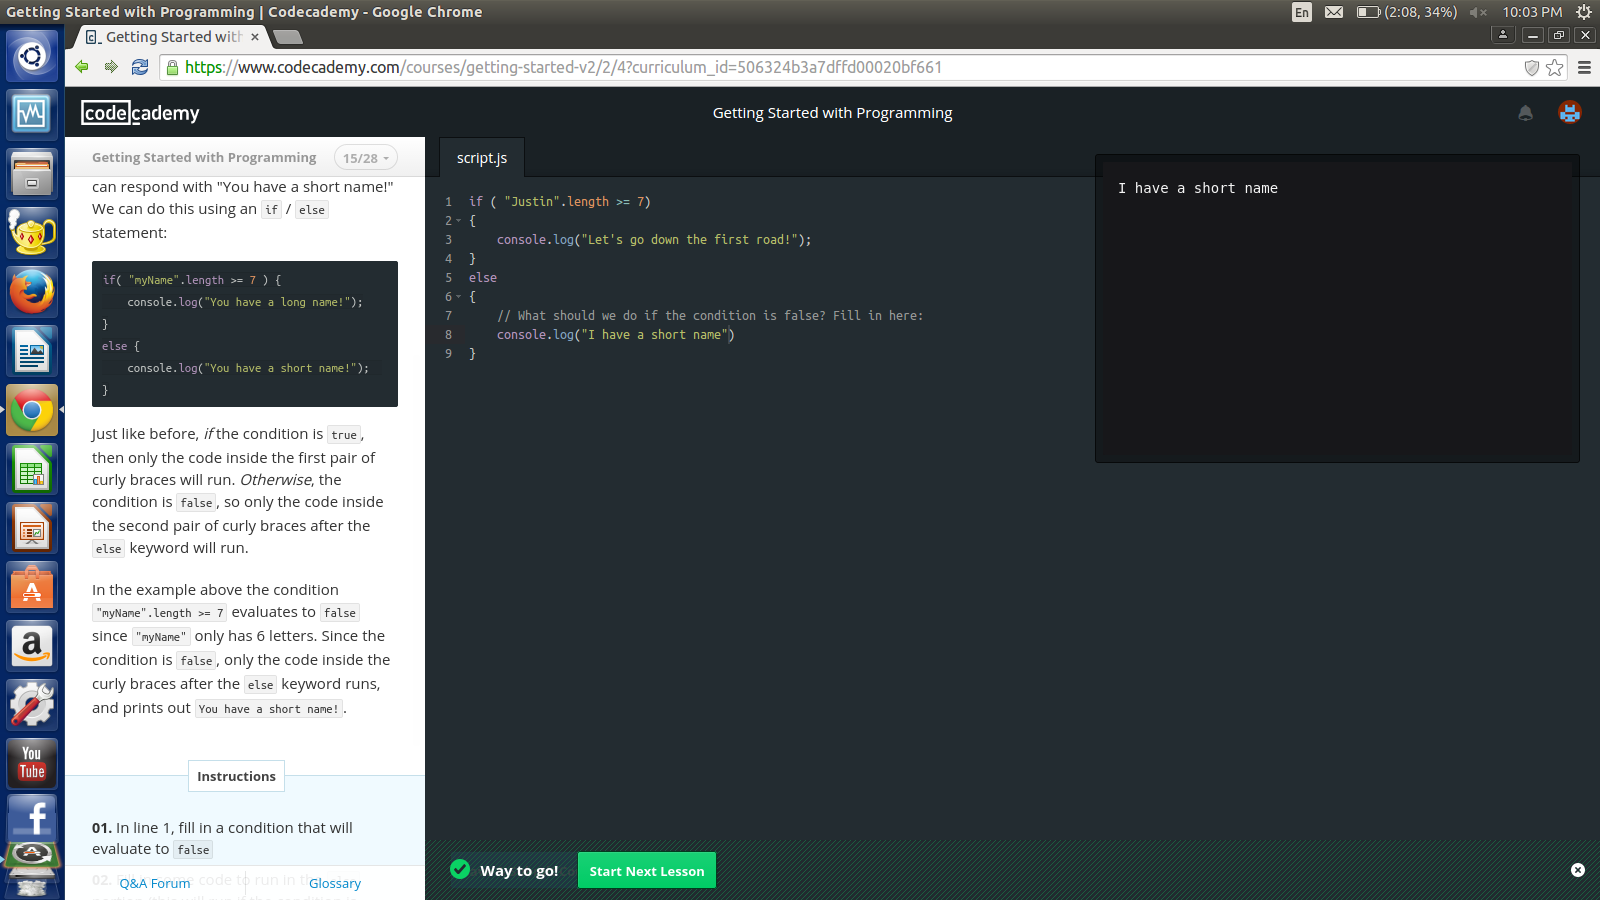 Getting Started with Programming | Codecademy - Google Chrome
En (2:08, 34%) 10:03 PM
Getting Started with
https://www.codecademy.com/courses/getting-started-v2/2/4?curriculum_id=506324b3a7dffd00020bf661
codecademy
Getting Started with Programming
Getting Started with Programming 15/28
can respond with "You have a short name!"
We can do this using an if / else
statement:
if( "myName".length >= 7 ) {
console.log("You have a long name!");
}
else {
console.log("You have a short name!");
}
Just like before, if the condition is true,
then only the code inside the first pair of
curly braces will run. Otherwise, the
condition is false, so only the code inside
the second pair of curly braces after the
else keyword will run.
In the example above the condition
"myName".length >= 7 evaluates to false
since "myName" only has 6 letters. Since the
condition is false, only the code inside the
curly braces after the else keyword runs,
and prints out You have a short name!.
Instructions
01. In line 1, fill in a condition that will
evaluate to false
02.
Q&A Forum Glossary
script.js
1 if ( "Justin".length >= 7)
2 {
3 console.log("Let's go down the first road!");
4 }
5 else
6 {
7 // What should we do if the condition is false? Fill in here:
8 console.log("I have a short name")
9 }
I have a short name
Way to go! Start Next Lesson
a
You
Tube
f